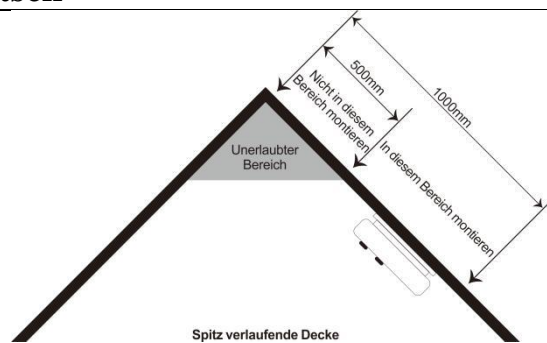 500mm
1000mm
Nicht in diesem
Bereich montieren
In diesem Bereich montieren
Unerlaubter
Bereich
Spitz verlaufende Decke